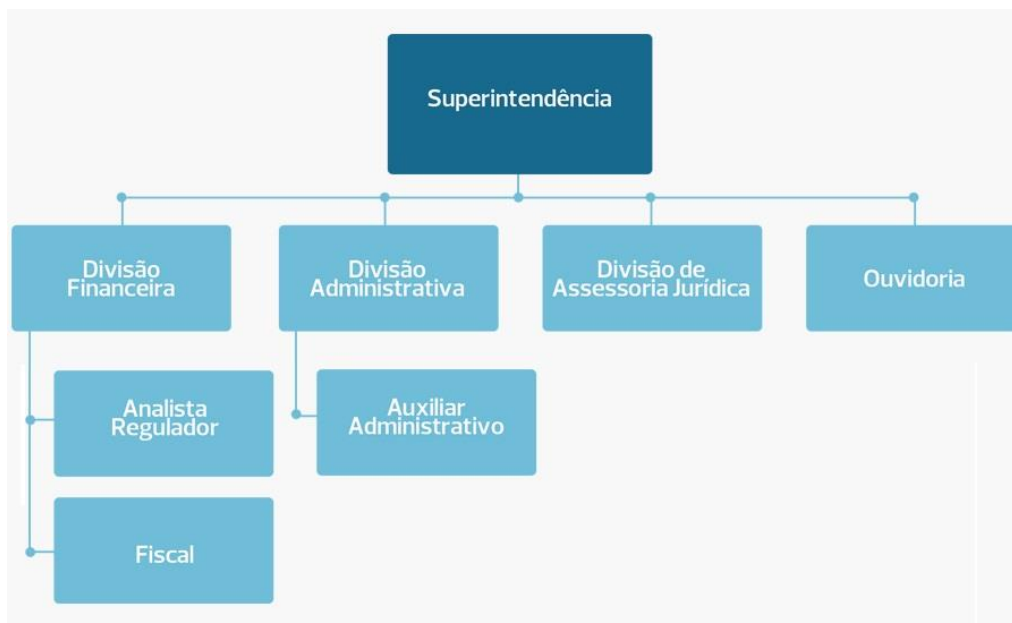 Superintendência
Divisão
Financeira
Divisão
Administrativa
Divisão de
Assessoria Jurídica
Ouvidoria
Analista
Regulador
Auxiliar
Administrativo
Fiscal